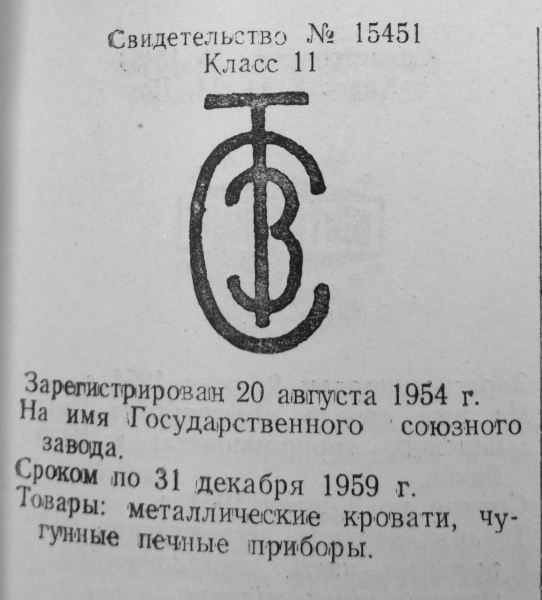 Свидетельство № 15451
Класс 11
Зарегистрирован 20 августа 1954 г.
На имя Государственного союзного
завода.
Сроком по 31 декабря 1959 г.
Товары: металлические кровати, чу-
гунные печные приборы.